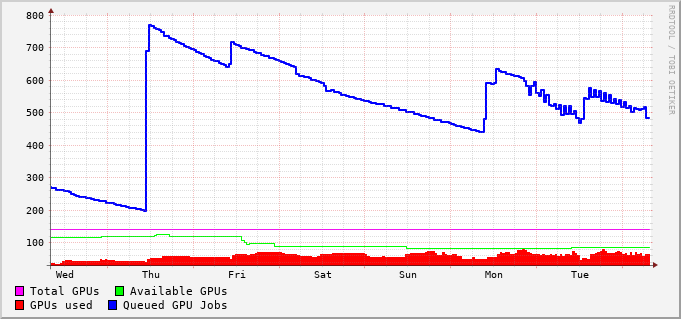 800
700
600
500
400
300
200
100
Wed Thu Fri Sat Sun Mon Tue
Total GPUs Available GPUs
GPUs used Queued GPU Jobs
RRDTOOL / TOBI OETIKER